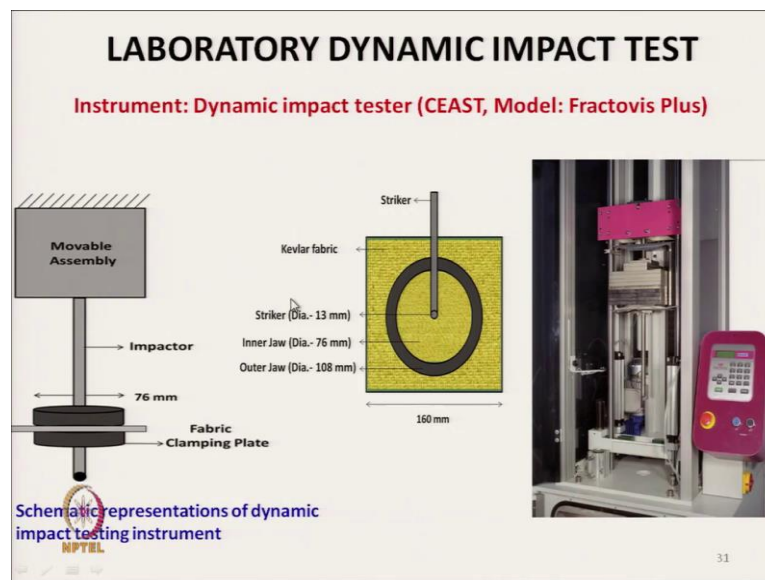 LABORATORY DYNAMIC IMPACT TEST
Instrument: Dynamic impact tester (CEAST, Model: Fractovis Plus)
Movable
Assembly
Impactor
76 mm
Fabric
Clamping Plate
Striker
Kevlar fabric
Striker (Dia.- 13 mm)
Inner Jaw (Dia.- 76 mm)
Outer Jaw (Dia.- 108 mm)
160 mm
Schematic representations of dynamic
impact testing instrument
NPTEL
31